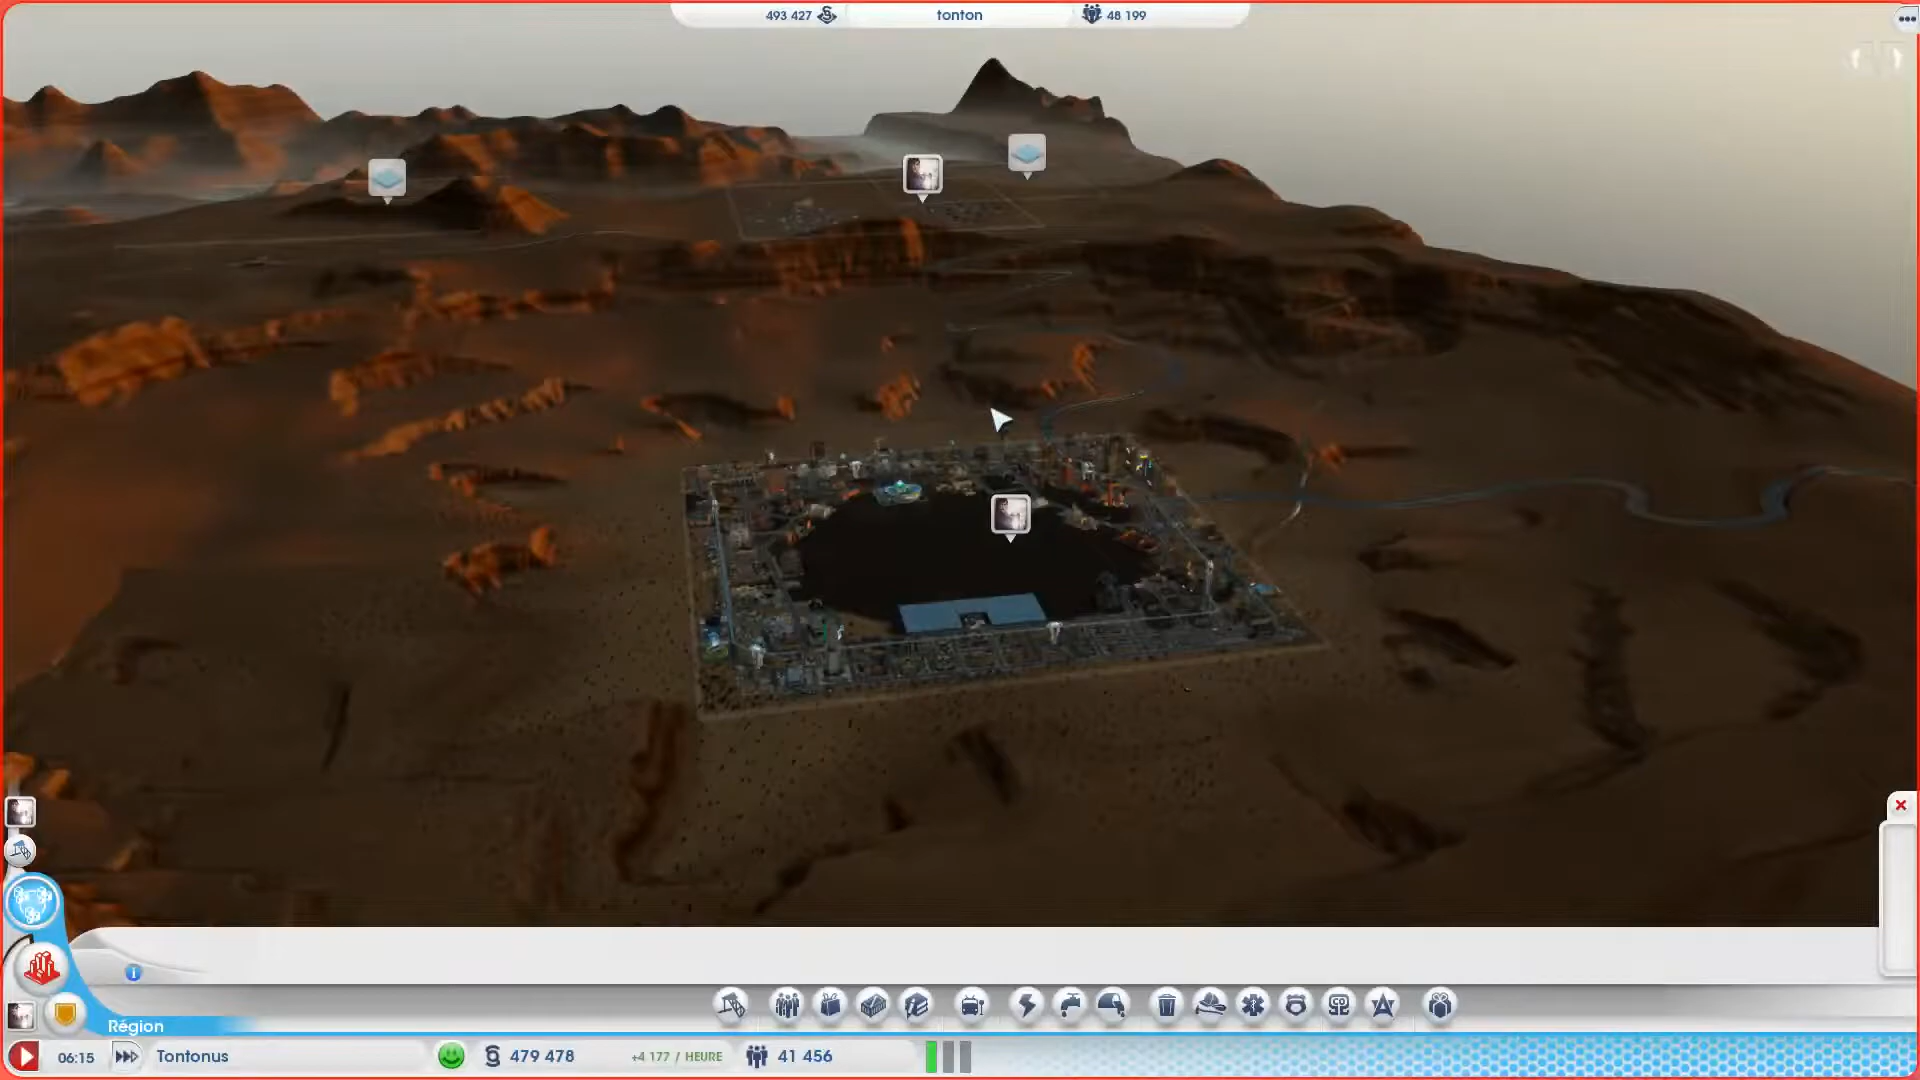 493 427
tonton
48 199
Région
06:15
Tontonus
479 478
+4 177 / HEURE
41 456